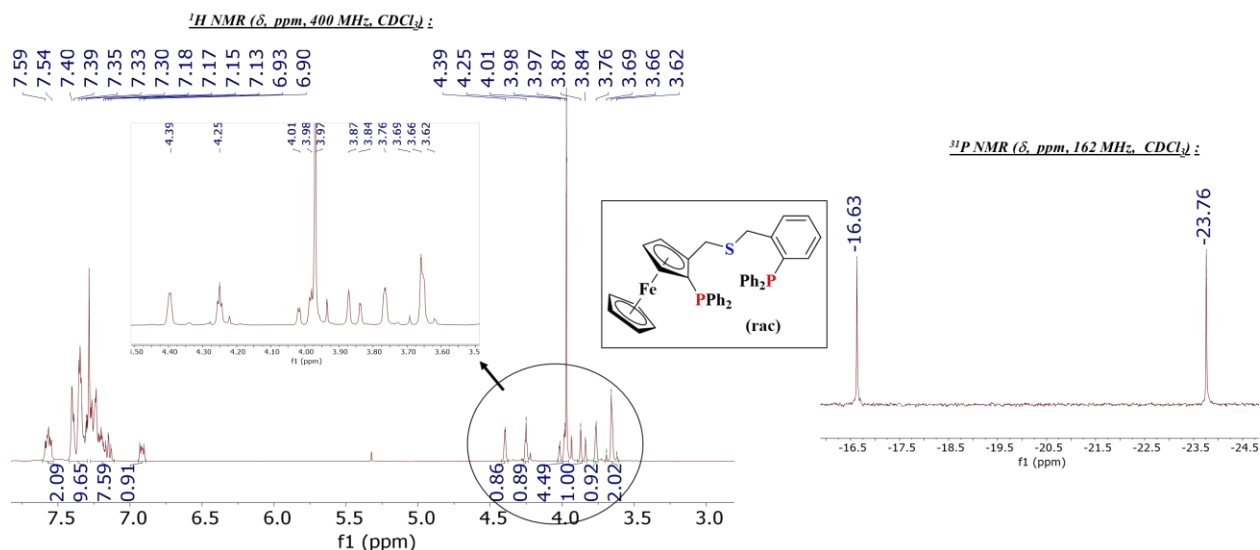 ¹H NMR (δ, ppm, 400 MHz, CDCl₃) :
7.59 7.54 7.40 7.39 7.35 7.33 7.30 7.18 7.17 7.15 7.13 6.93 6.90
4.39 4.25 4.01 3.98 3.97 3.87 3.84 3.76 3.69 3.66 3.62
4.39 4.25 4.01 3.98 3.97 3.87 3.84 3.76 3.69 3.66 3.62
4.40 4.30 4.20 4.10 4.00 3.90 3.80 3.70 3.60
f1 (ppm)
2.09 9.65 7.59 0.91 0.86 0.89 4.49 1.00 0.92 2.02
7.5 7.0 6.5 6.0 5.5 5.0 4.5 4.0 3.5 3.0
f1 (ppm)
S
Ph₂P
Fe
PPh₂
(rac)
³¹P NMR (δ, ppm, 162 MHz, CDCl₃) :
-16.63 -23.76
-16.5 -17.5 -18.5 -19.5 -20.5 -21.5 -22.5 -23.5 -24.5
f1 (ppm)